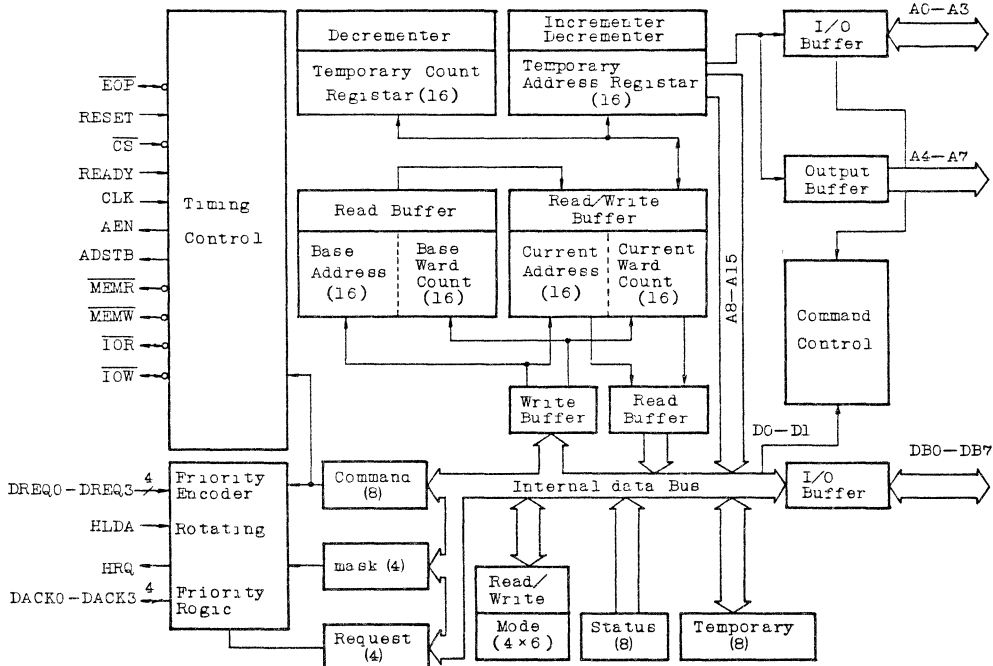 Decrementer
Temporary Count
Registar(16)
Incrementer
Decrementer
Temporary
Address Registar
(16)
I/O
Buffer
A0-A3
EOP
RESET
CS
READY
CLK
AEN
ADSTB
MEMR
MEMW
IOR
IOW
Timing
Control
Read Buffer
Base
Address
(16)
Base
Ward
Count
(16)
Read/Write
Buffer
Current
Address
(16)
Current
Ward
Count
(16)
A8-A15
Output
Buffer
A4-A7
Command
Control
Write
Buffer
Read
Buffer
D0-D1
DREQ0-DREQ3
4
HLDA
HRQ
DACK0-DACK3
4
Priority
Encoder
Rotating
Priority
Rogic
Command
(8)
mask (4)
Request
(4)
Internal data Bus
I/O
Buffer
DB0-DB7
Read/
Write
Mode
(4×6)
Status
(8)
Temporary
(8)